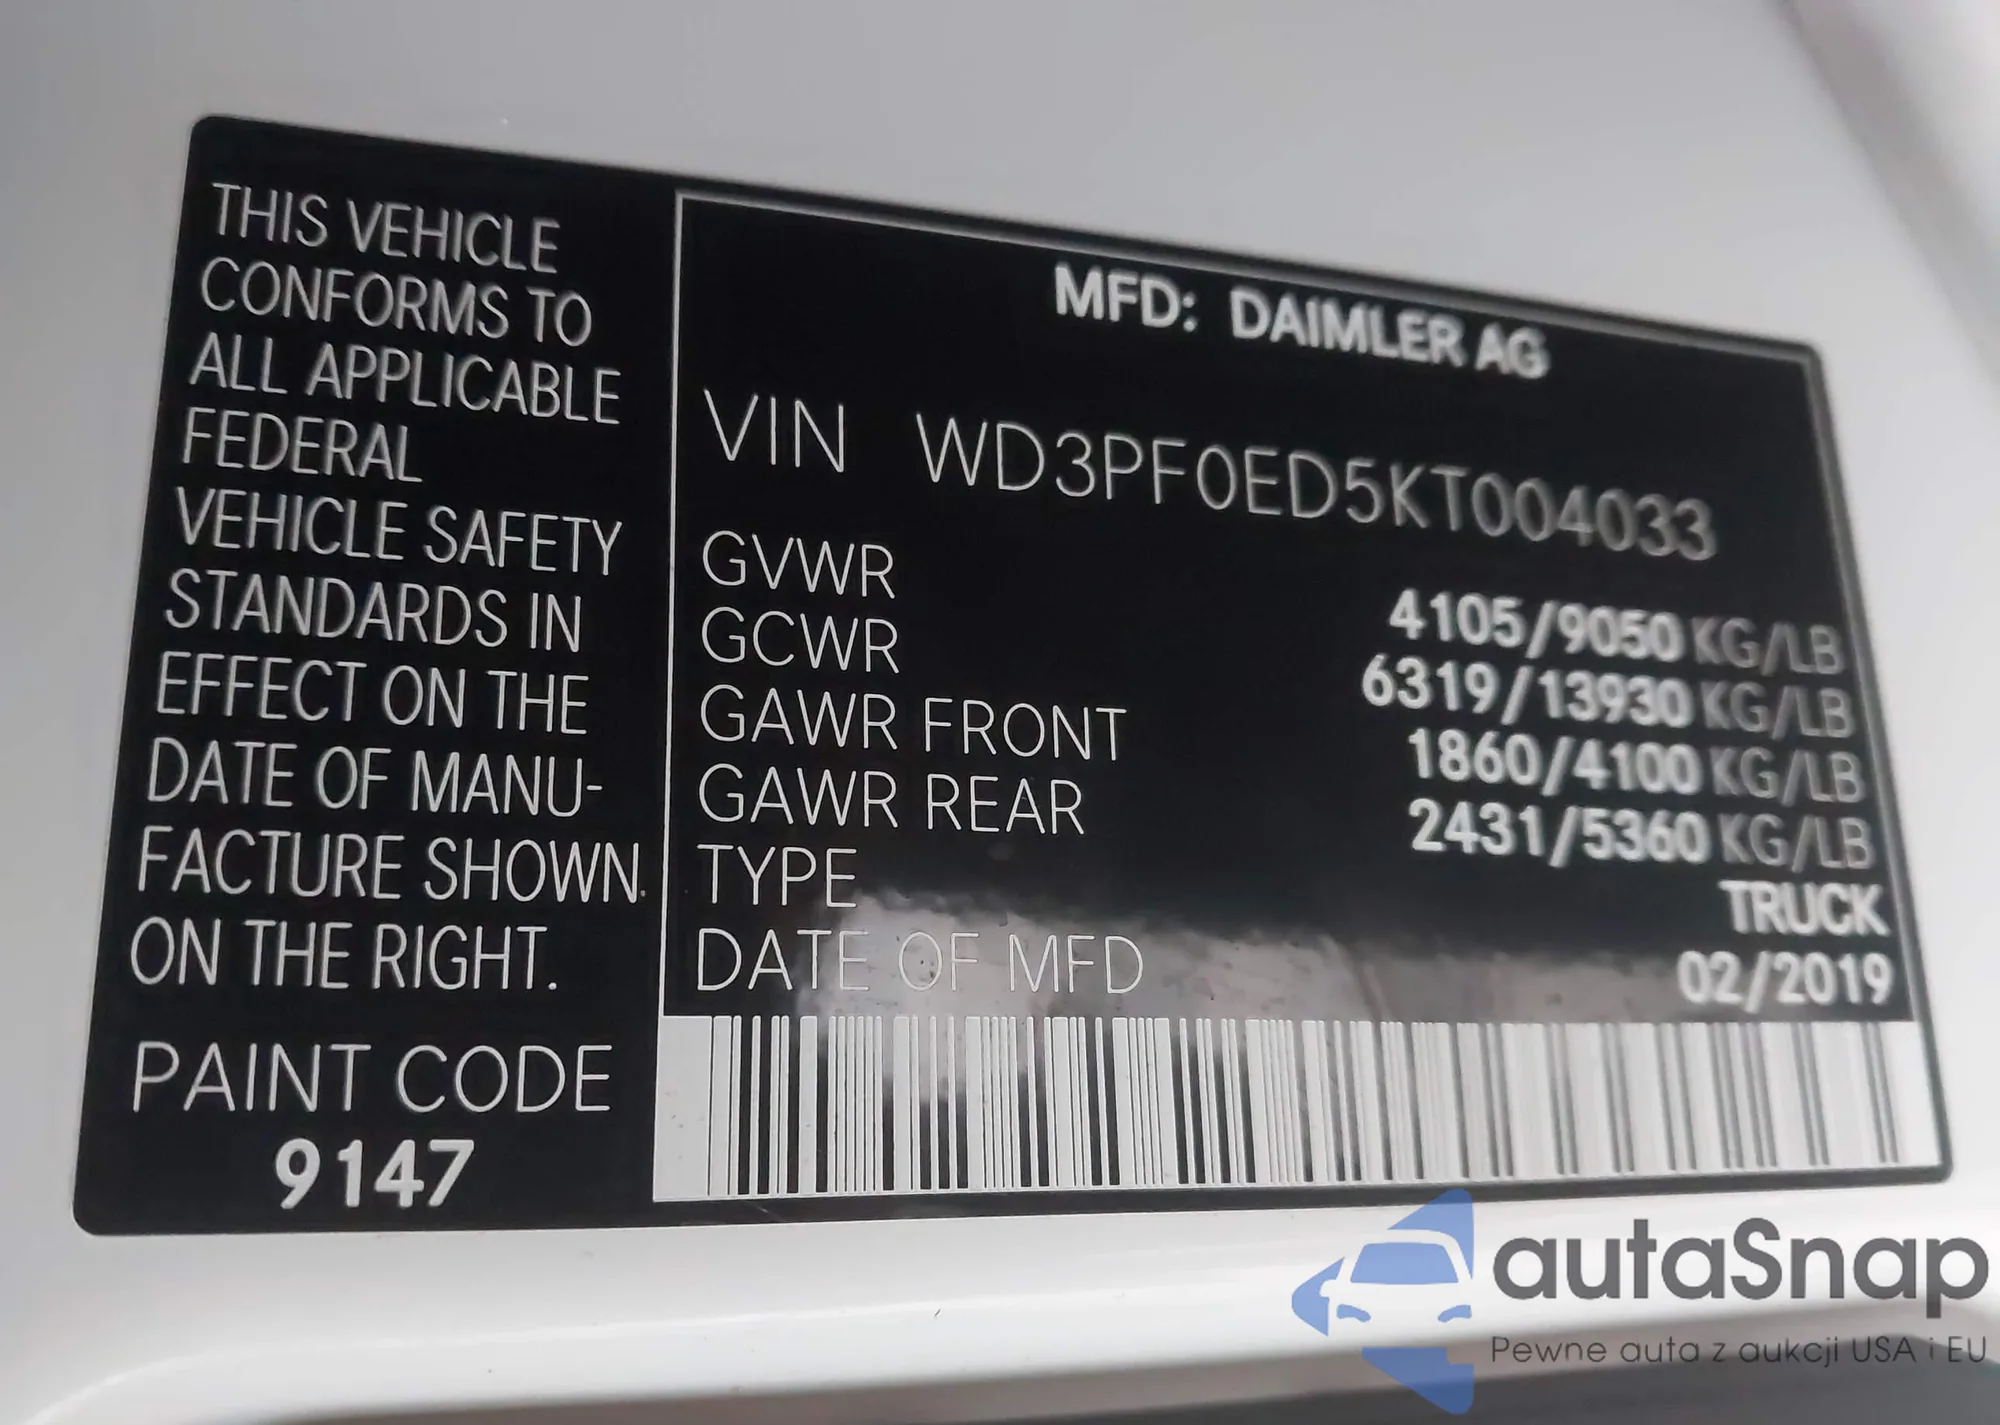 THIS VEHICLE
CONFORMS TO
ALL APPLICABLE
FEDERAL
VEHICLE SAFETY
STANDARDS IN
EFFECT ON THE
DATE OF MANU-
FACTURE SHOWN
ON THE RIGHT.
PAINT CODE
9147
MFD: DAIMLER AG
VIN WD3PF0ED5KT004033
GVWR 4105/9050 KG/LB
GCWR 6319/13930 KG/LB
GAWR FRONT 1860/4100 KG/LB
GAWR REAR 2431/5360 KG/LB
TYPE TRUCK
DATE OF MFD 02/2019
autaSnap
Pewne auta z aukcji USA i EU